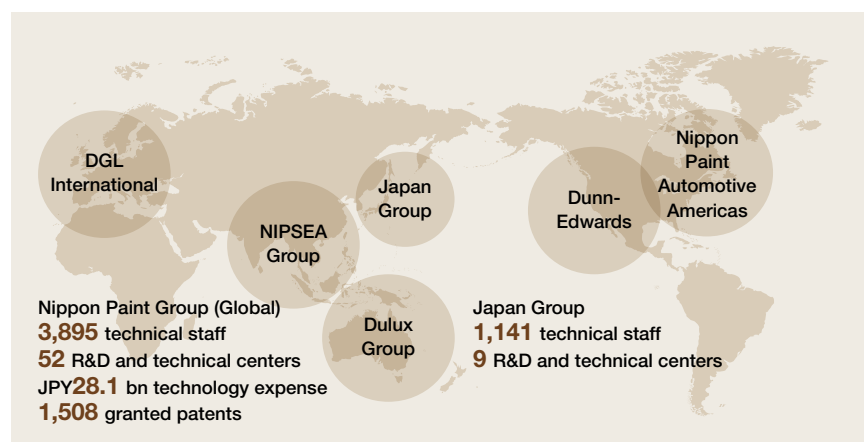 DGL
International
NIPSEA
Group
Japan
Group
Dulux
Group
Dunn-
Edwards
Nippon
Paint
Automotive
Americas
Nippon Paint Group (Global)
3,895 technical staff
52 R&D and technical centers
JPY28.1 bn technology expense
1,508 granted patents
Japan Group
1,141 technical staff
9 R&D and technical centers